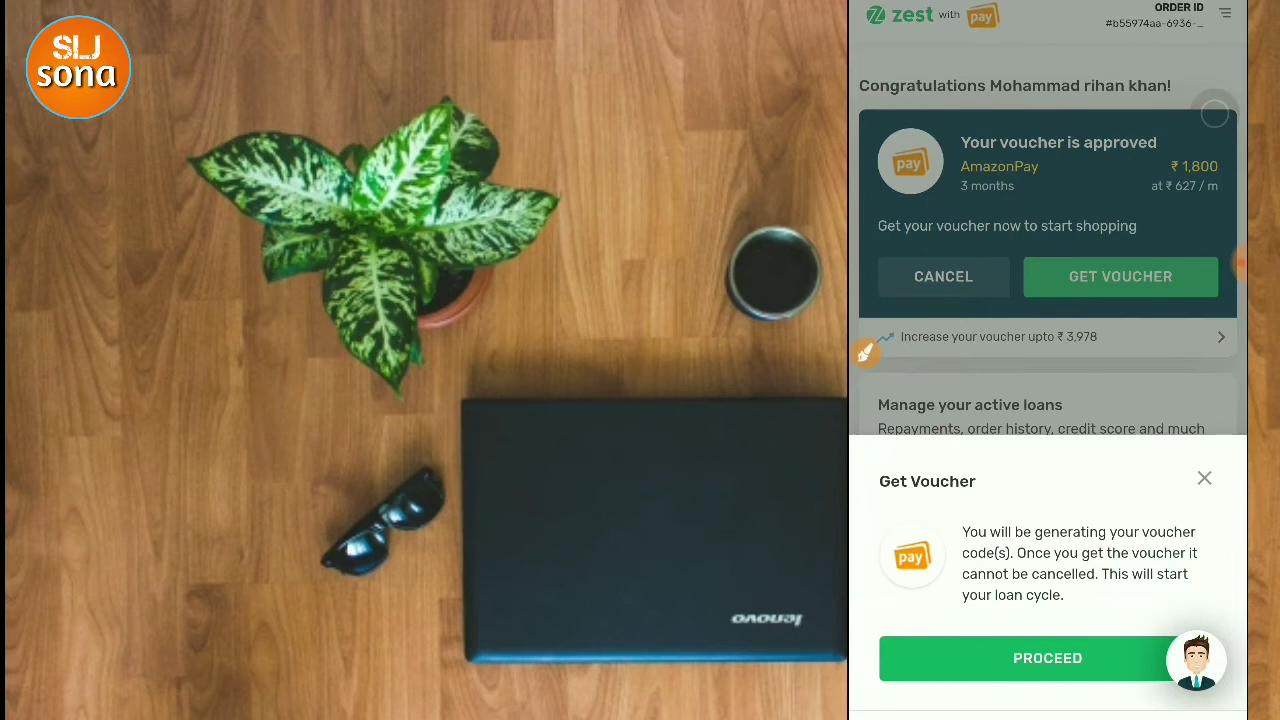 SLJ
sona
zest with pay
ORDER ID
#b55974aa-6936-_
Congratulations Mohammad rihan khan!
pay
Your voucher is approved
AmazonPay ₹ 1,800
3 months at ₹ 627 / m
Get your voucher now to start shopping
CANCEL GET VOUCHER
Increase your voucher upto ₹ 3,978
Manage your active loans
Repayments, order history, credit score and much
Get Voucher
pay
You will be generating your voucher
code(s). Once you get the voucher it
cannot be cancelled. This will start
your loan cycle.
PROCEED
lenovo